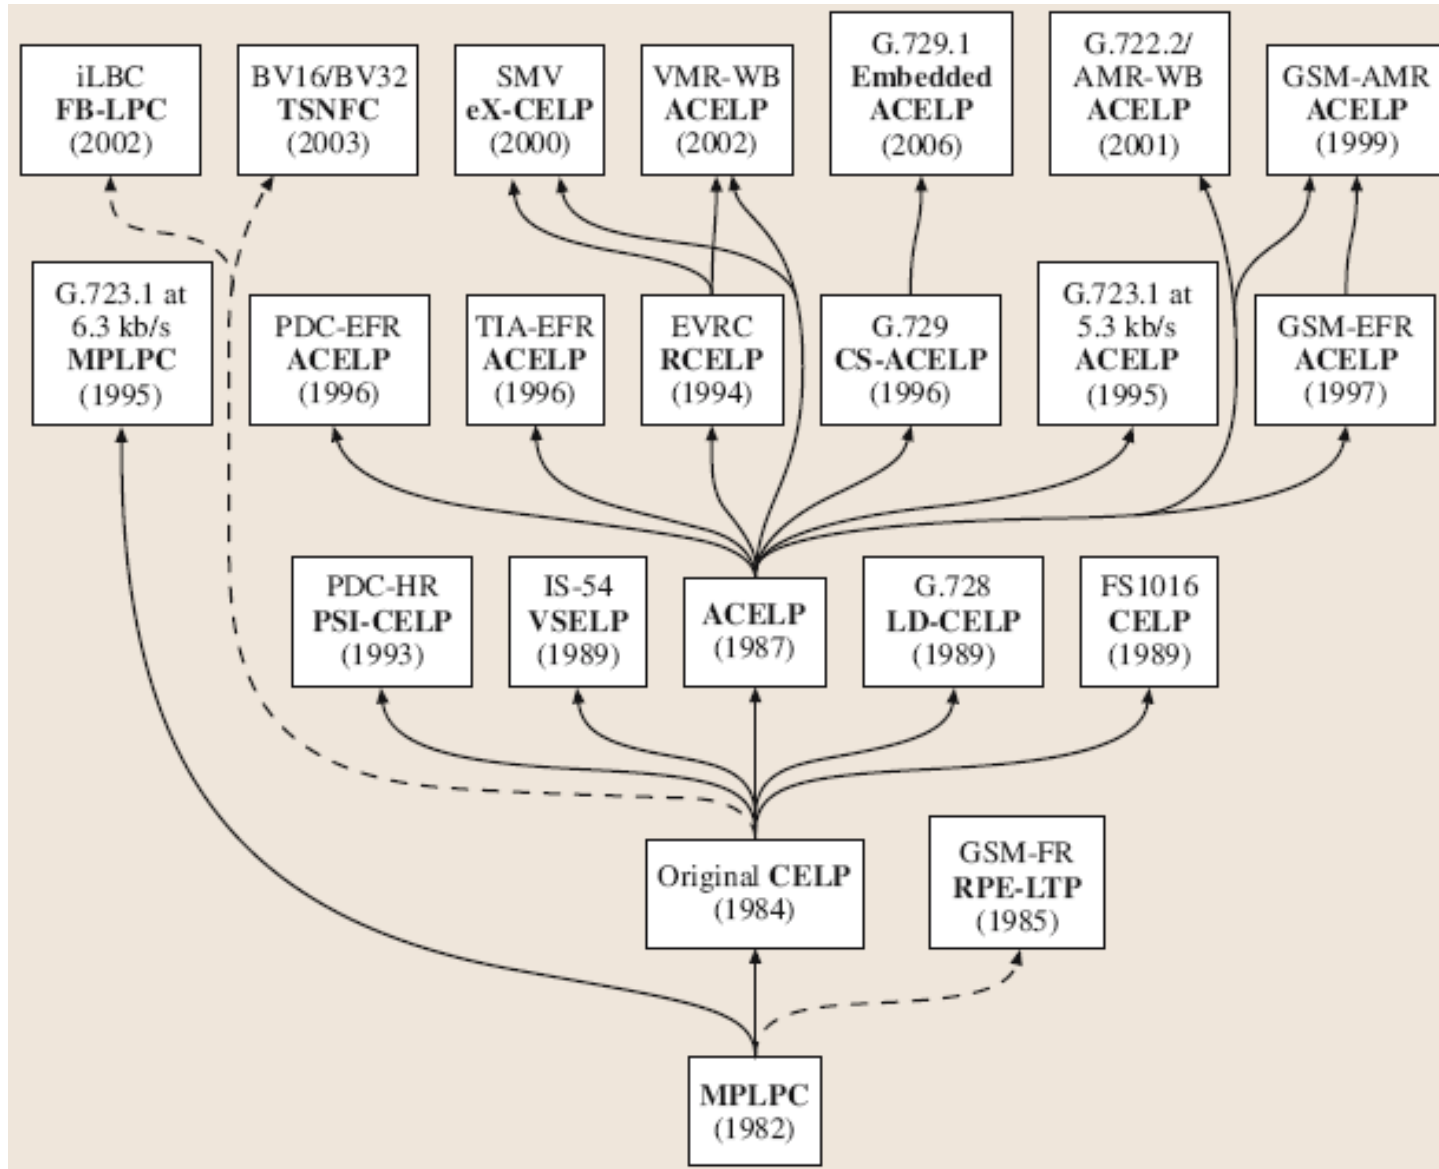 iLBC
FB-LPC
(2002)
BV16/BV32
TSNFC
(2003)
SMV
eX-CELP
(2000)
VMR-WB
ACELP
(2002)
G.729.1
Embedded
ACELP
(2006)
G.722.2/
AMR-WB
ACELP
(2001)
GSM-AMR
ACELP
(1999)
G.723.1 at
6.3 kb/s
MPLPC
(1995)
PDC-EFR
ACELP
(1996)
TIA-EFR
ACELP
(1996)
EVRC
RCELP
(1994)
G.729
CS-ACELP
(1996)
G.723.1 at
5.3 kb/s
ACELP
(1995)
GSM-EFR
ACELP
(1997)
PDC-HR
PSI-CELP
(1993)
IS-54
VSELP
(1989)
ACELP
(1987)
G.728
LD-CELP
(1989)
FS1016
CELP
(1989)
Original CELP
(1984)
GSM-FR
RPE-LTP
(1985)
MPLPC
(1982)